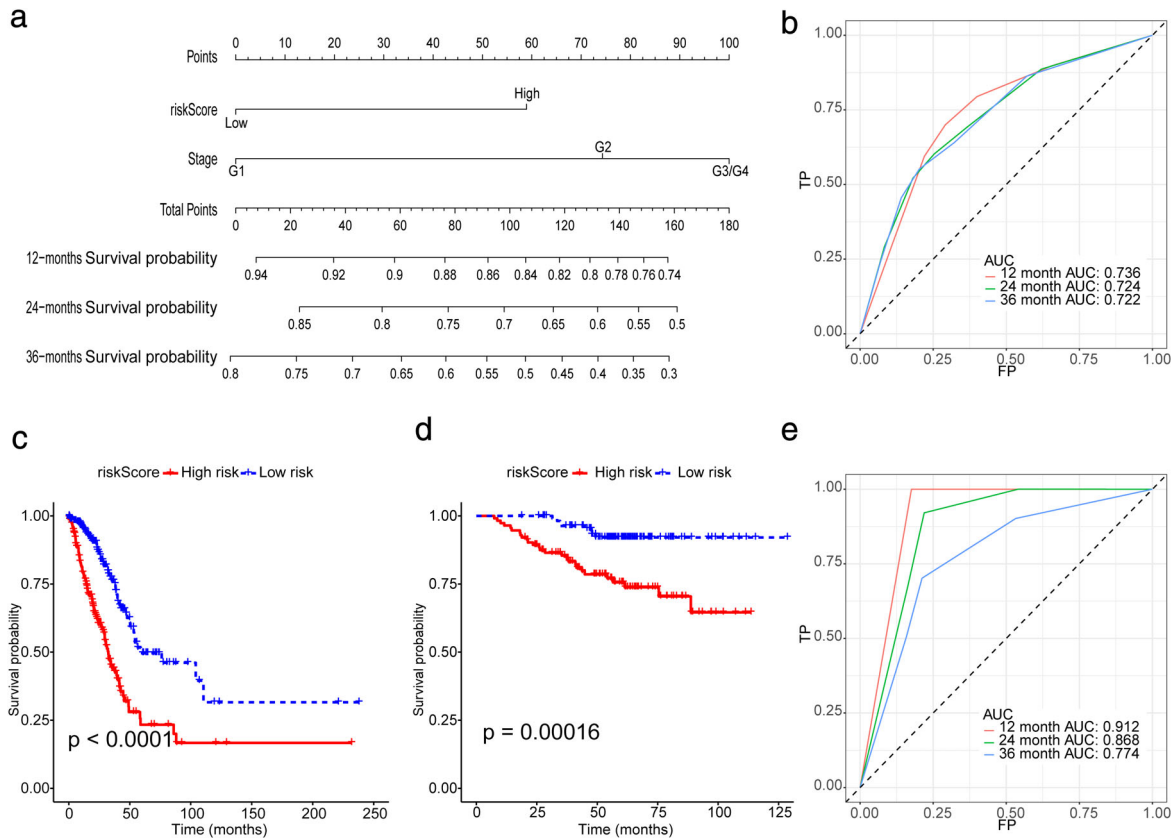 a
Points
0 10 20 30 40 50 60 70 80 90 100
riskScore
Low
High
Stage
G1
G2
G3/G4
Total Points
0 20 40 60 80 100 120 140 160 180
12-months Survival probability
0.94 0.92 0.9 0.88 0.86 0.84 0.82 0.8 0.78 0.76 0.74
24-months Survival probability
0.85 0.8 0.75 0.7 0.65 0.6 0.55 0.5
36-months Survival probability
0.8 0.75 0.7 0.65 0.6 0.55 0.5 0.45 0.4 0.35 0.3
b
TP
1.00
0.75
0.50
0.25
0.00
AUC
12 month AUC: 0.736
24 month AUC: 0.724
36 month AUC: 0.722
0.00 0.25 0.50 0.75 1.00
FP
c
riskScore High risk Low risk
Survival probability
1.00
0.75
0.50
0.25
0.00
p < 0.0001
0 50 100 150 200 250
Time (months)
d
riskScore High risk Low risk
Survival probability
1.00
0.75
0.50
0.25
0.00
p = 0.00016
0 25 50 75 100 125
Time (months)
e
TP
1.00
0.75
0.50
0.25
0.00
AUC
12 month AUC: 0.912
24 month AUC: 0.868
36 month AUC: 0.774
0.00 0.25 0.50 0.75 1.00
FP